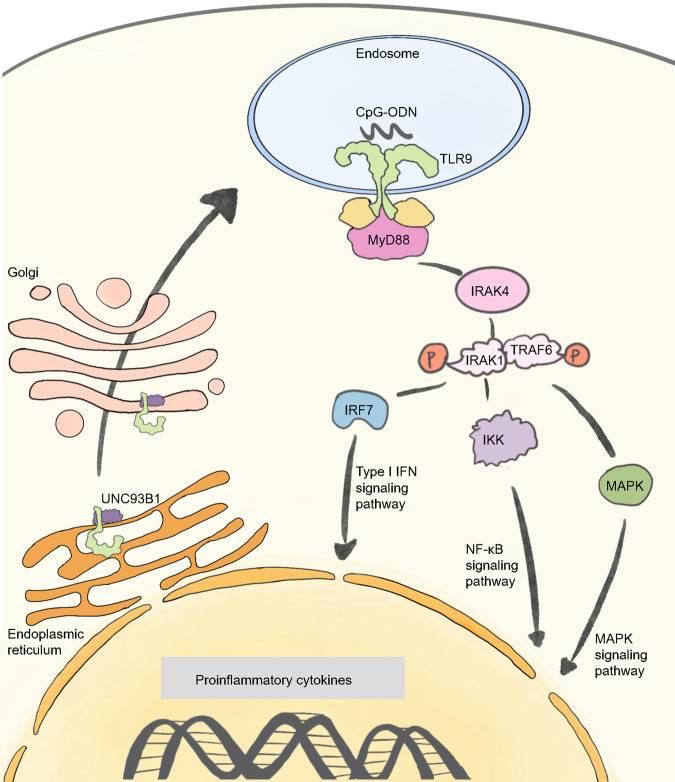 Endosome
CpG-ODN
TLR9
MyD88
Golgi
IRAK4
P
IRAK1
TRAF6
P
IRF7
IKK
Type I IFN
signaling
pathway
MAPK
UNC93B1
NF-κB
signaling
pathway
Endoplasmic
reticulum
MAPK
signaling
pathway
Proinflammatory cytokines